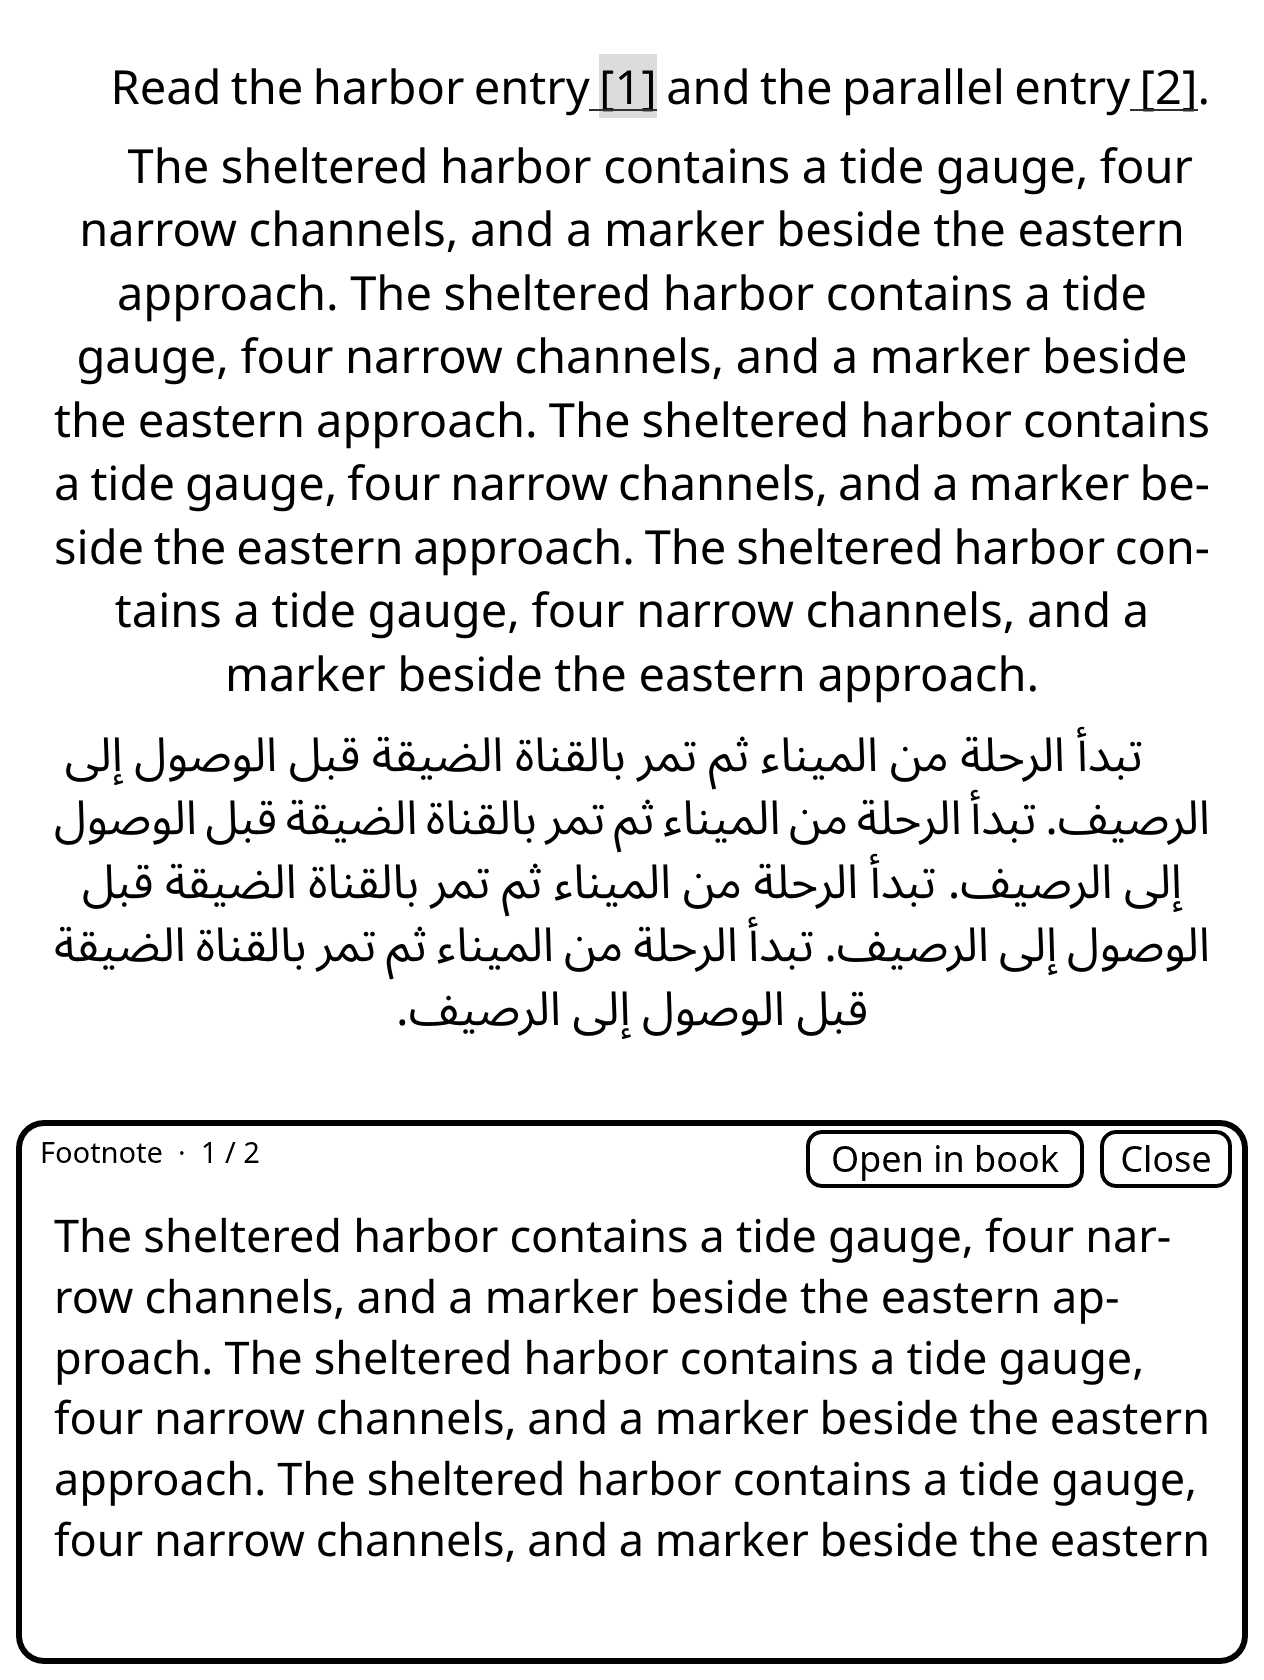 Read the harbor entry [1] and the parallel entry [2].
The sheltered harbor contains a tide gauge, four
narrow channels, and a marker beside the eastern
approach. The sheltered harbor contains a tide
gauge, four narrow channels, and a marker beside
the eastern approach. The sheltered harbor contains
a tide gauge, four narrow channels, and a marker be-
side the eastern approach. The sheltered harbor con-
tains a tide gauge, four narrow channels, and a
marker beside the eastern approach.
تبدأ الرحلة من الميناء ثم تمر بالقناة الضيقة قبل الوصول إلى
الرصيف. تبدأ الرحلة من الميناء ثم تمر بالقناة الضيقة قبل الوصول
إلى الرصيف. تبدأ الرحلة من الميناء ثم تمر بالقناة الضيقة قبل
الوصول إلى الرصيف. تبدأ الرحلة من الميناء ثم تمر بالقناة الضيقة
قبل الوصول إلى الرصيف.
Footnote · 1 / 2
Open in book
Close
The sheltered harbor contains a tide gauge, four nar-
row channels, and a marker beside the eastern ap-
proach. The sheltered harbor contains a tide gauge,
four narrow channels, and a marker beside the eastern
approach. The sheltered harbor contains a tide gauge,
four narrow channels, and a marker beside the eastern